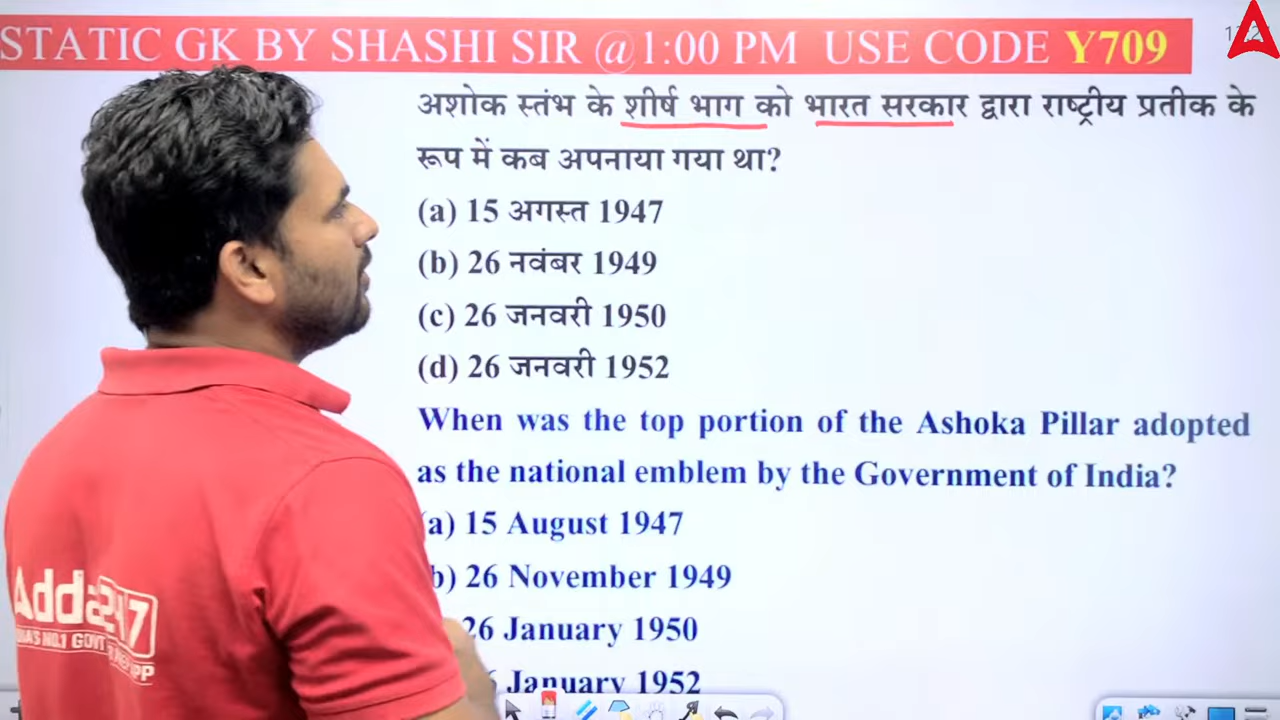 STATIC GK BY SHASHI SIR @1:00 PM USE CODE Y709
अशोक स्तंभ के शीर्ष भाग को भारत सरकार द्वारा राष्ट्रीय प्रतीक के
रूप में कब अपनाया गया था?
(a) 15 अगस्त 1947
(b) 26 नवंबर 1949
(c) 26 जनवरी 1950
(d) 26 जनवरी 1952
When was the top portion of the Ashoka Pillar adopted
as the national emblem by the Government of India?
(a) 15 August 1947
b) 26 November 1949
26 January 1950
January 1952
Adda247